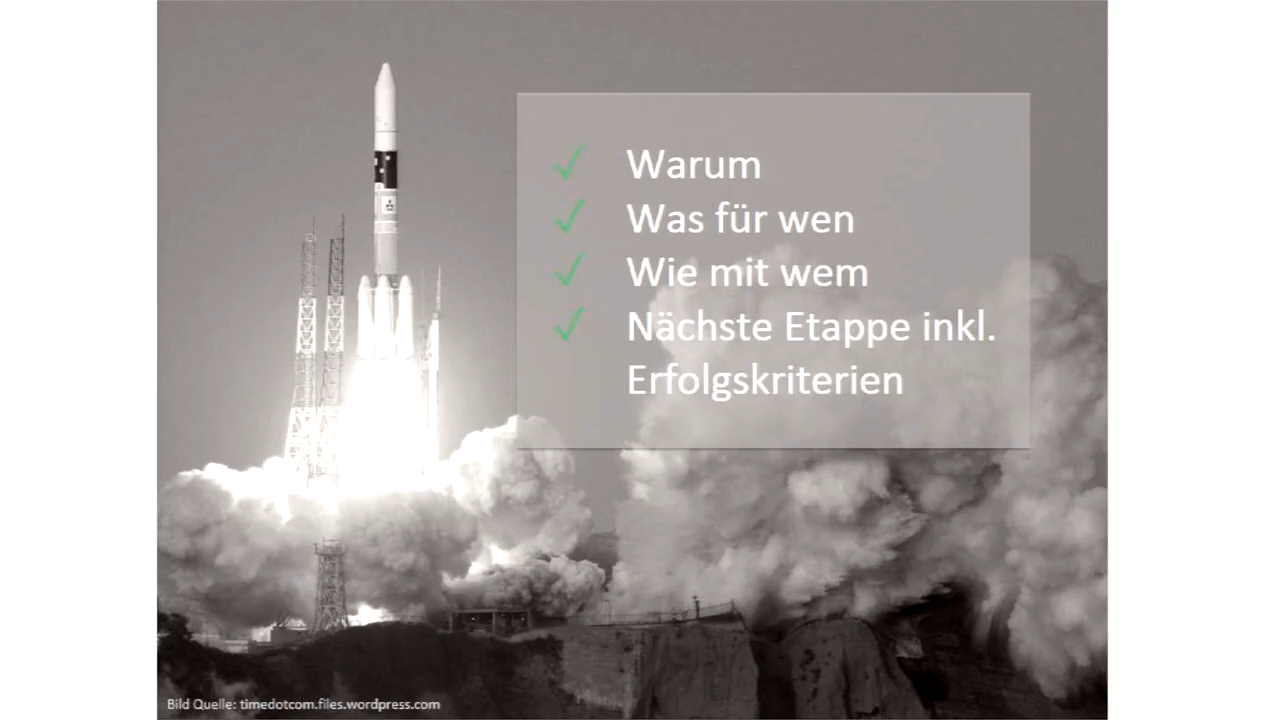 Warum
Was für wen
Wie mit wem
Nächste Etappe inkl.
Erfolgskriterien
Bild Quelle: timedotcom.files.wordpress.com